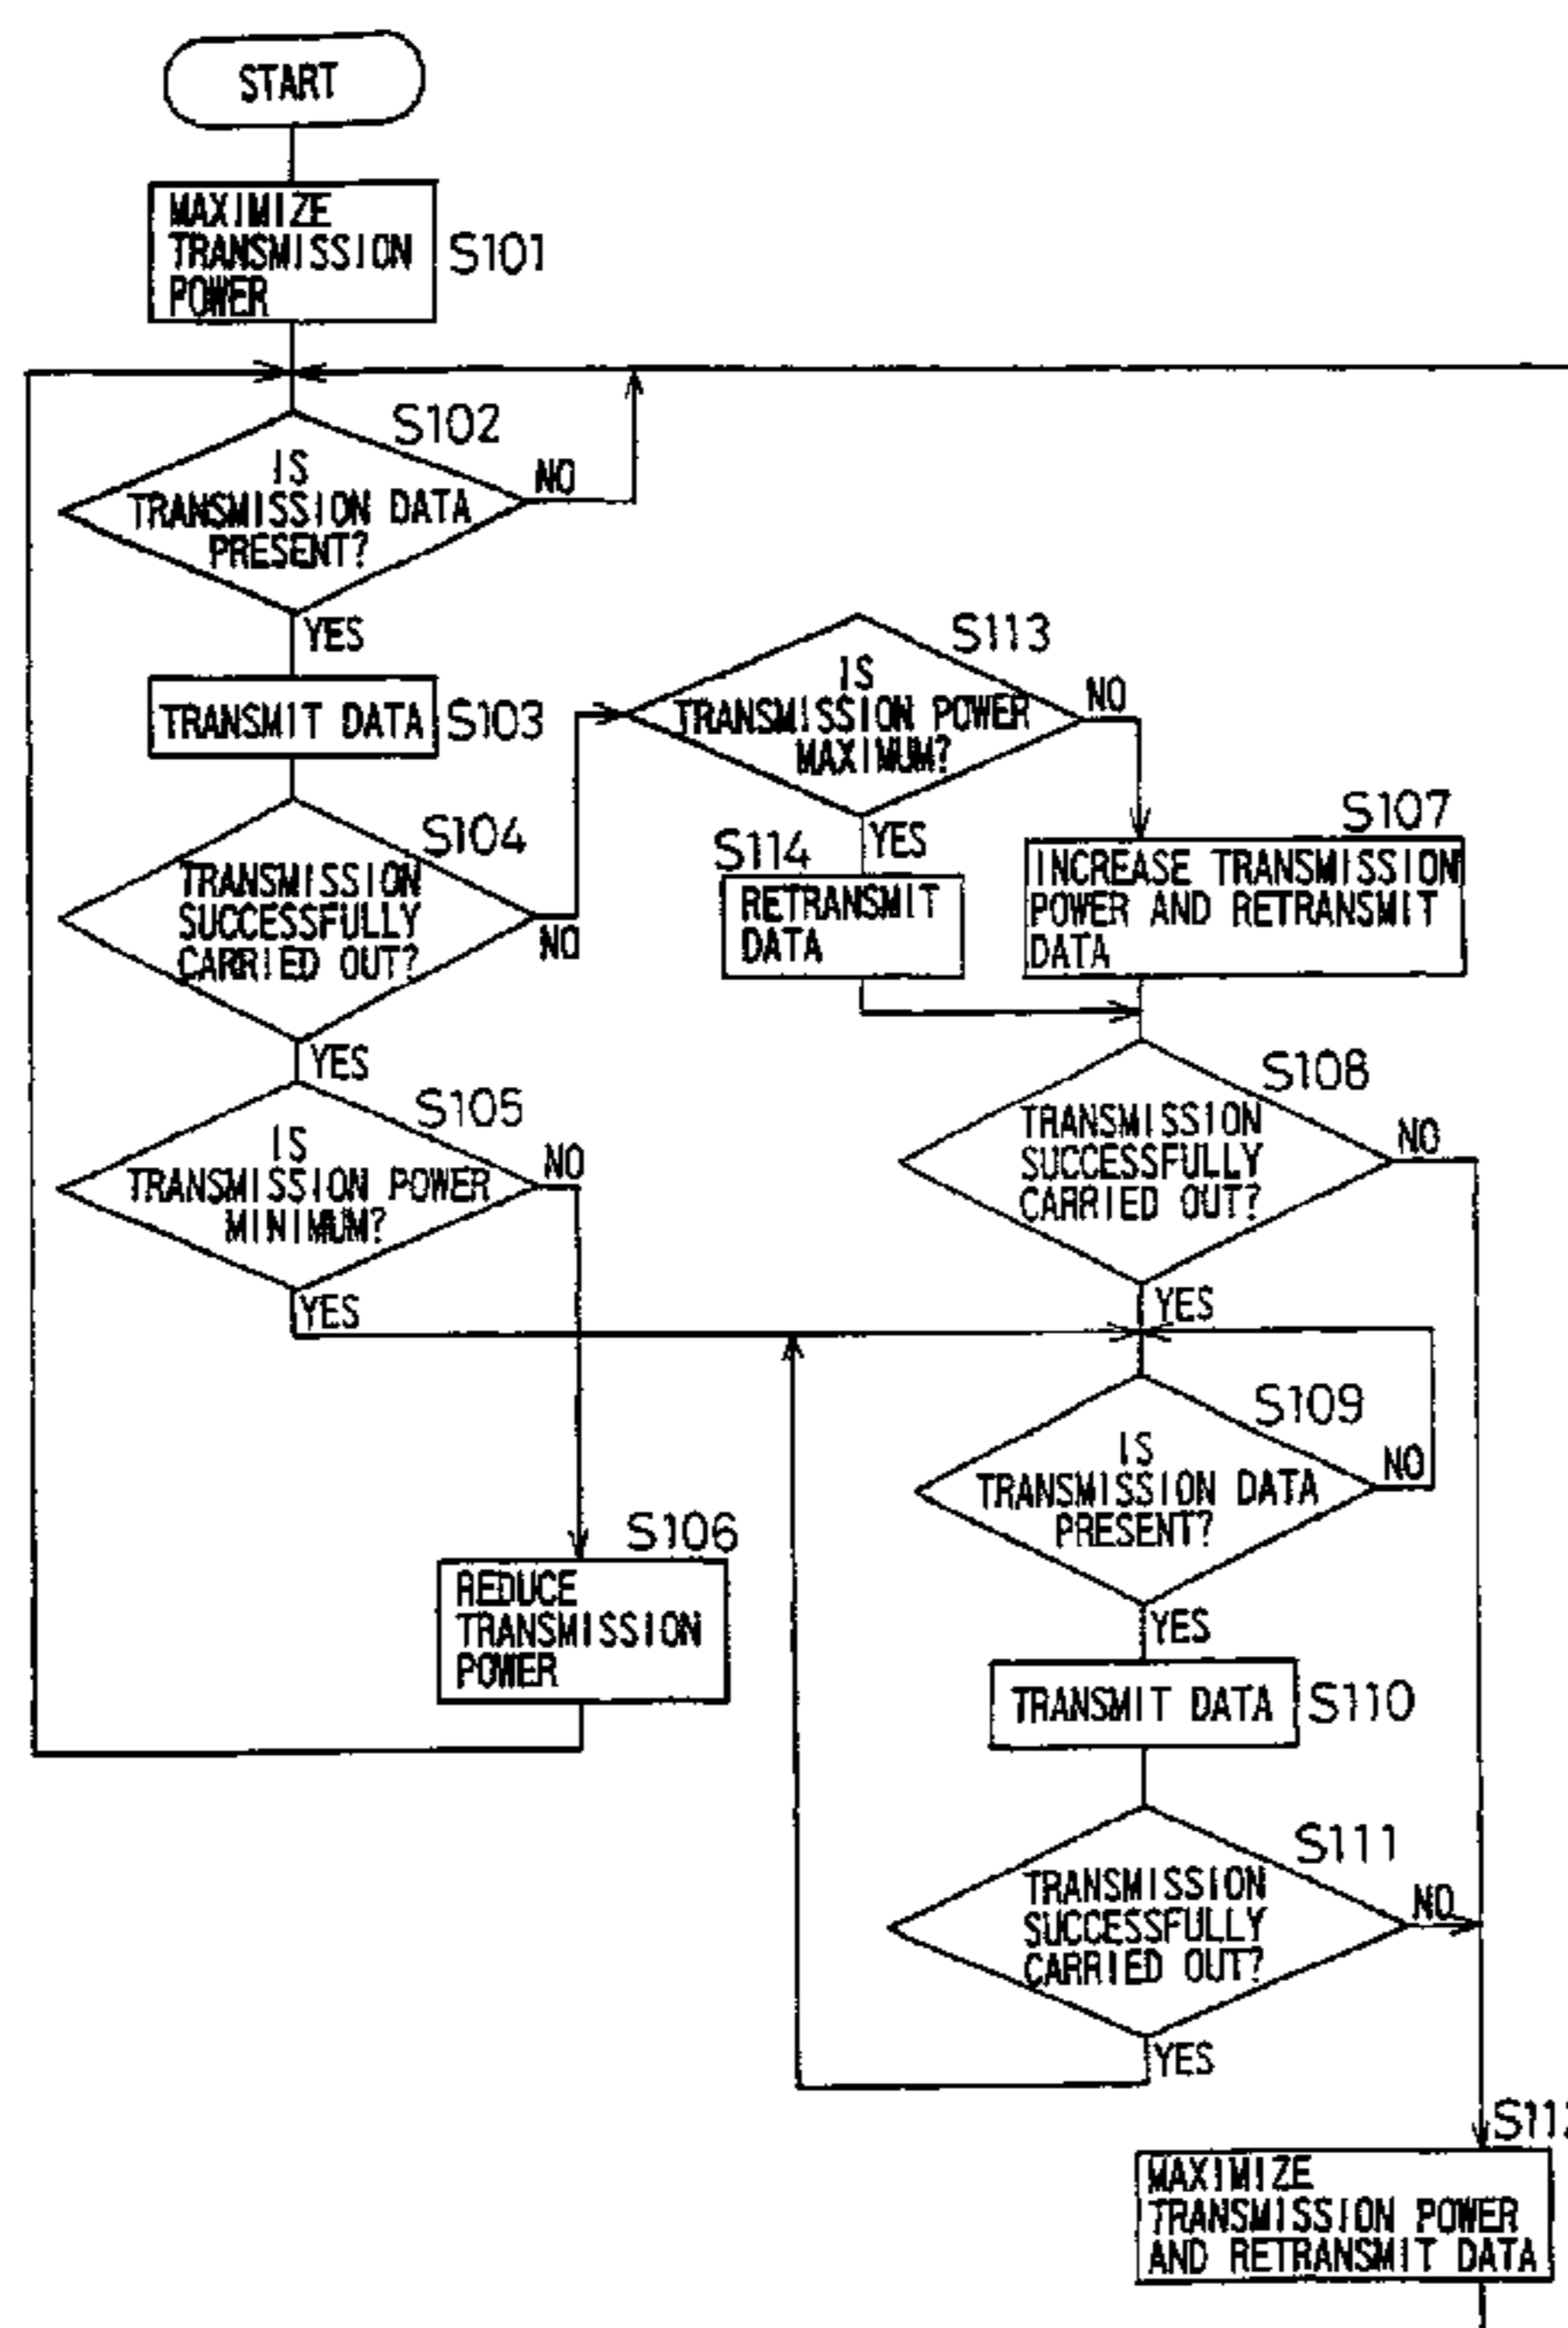 START
MAXIMIZE
TRANSMISSION
POWER
S101
S102
IS
TRANSMISSION DATA
PRESENT?
NO
YES
TRANSMIT DATA
S103
S104
TRANSMISSION
SUCCESSFULLY
CARRIED OUT?
NO
YES
S105
IS
TRANSMISSION POWER
MINIMUM?
NO
YES
S106
REDUCE
TRANSMISSION
POWER
S113
IS
TRANSMISSION POWER
MAXIMUM?
NO
YES
S114
RETRANSMIT
DATA
S107
INCREASE TRANSMISSION
POWER AND RETRANSMIT
DATA
S108
TRANSMISSION
SUCCESSFULLY
CARRIED OUT?
NO
YES
S109
IS
TRANSMISSION DATA
PRESENT?
NO
YES
TRANSMIT DATA
S110
S111
TRANSMISSION
SUCCESSFULLY
CARRIED OUT?
NO
YES
MAXIMIZE
TRANSMISSION POWER
AND RETRANSMIT DATA